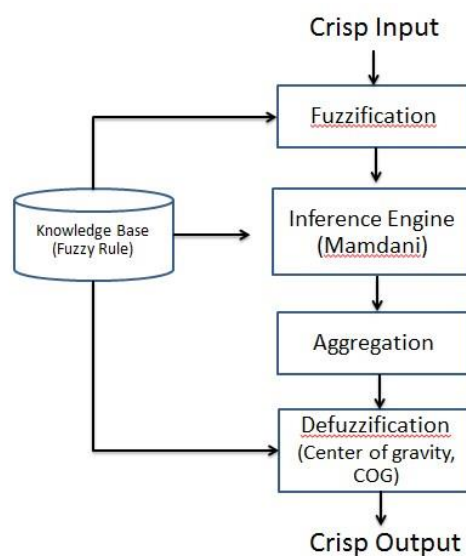 Crisp Input
Fuzzification
Knowledge Base
(Fuzzy Rule)
Inference Engine
(Mamdani)
Aggregation
Defuzzification
(Center of gravity,
COG)
Crisp Output